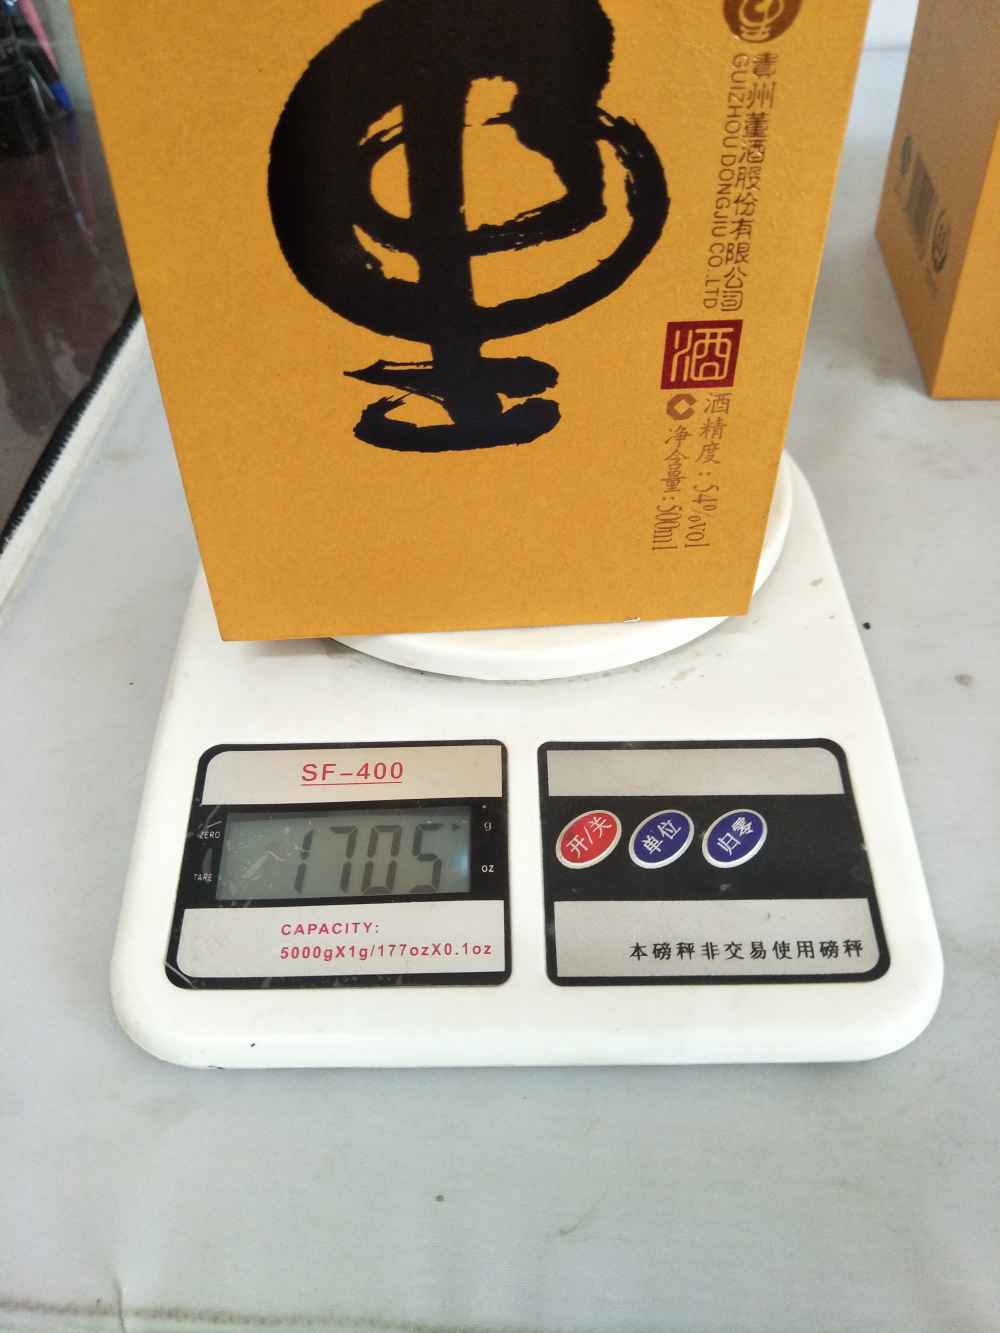 貴州董酒股份有限公司
GUIZHOU DONGJIU CO.,LTD
酒
酒精度:54%vol
净含量:500ml
SF-400
ZERO
TARE
1705
g
oz
CAPACITY:
5000gX1g/177ozX0.1oz
开/关
单位
归零
本磅秤非交易使用磅秤